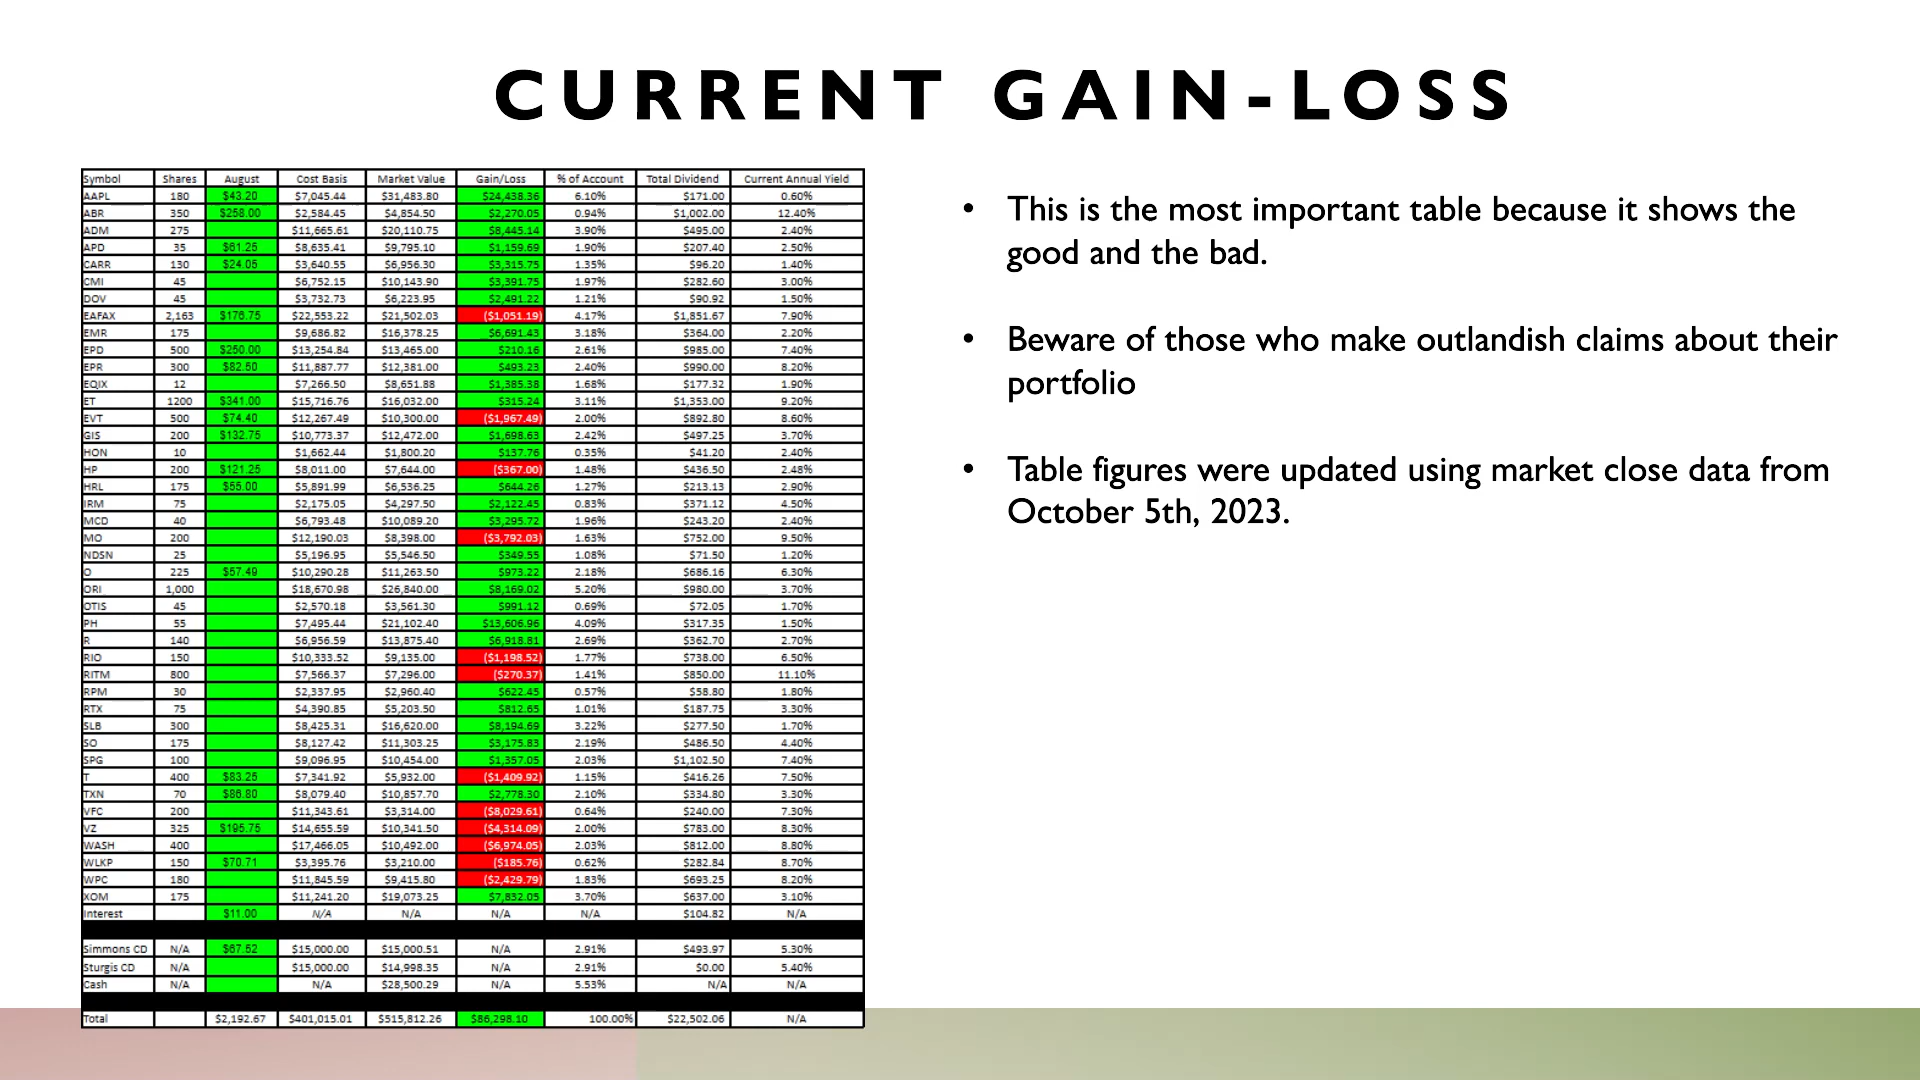 CURRENT GAIN-LOSS
Symbol Shares August Cost Basis Market Value Gain/Loss % of Account Total Dividend Current Annual Yield
AAPL 180 $43.20 $7,045.44 $31,483.80 $24,438.36 6.10% $171.00 0.60%
ABR 350 $258.00 $2,584.45 $4,854.50 $2,270.05 0.94% $1,002.00 12.40%
ADM 275 $11,665.61 $20,110.75 $8,445.14 3.90% $495.00 2.40%
APD 35 $61.25 $8,635.41 $9,795.10 $1,159.69 1.90% $207.40 2.50%
CARR 130 $24.05 $3,640.55 $6,956.30 $3,315.75 1.35% $96.20 1.40%
CMI 45 $6,752.15 $10,143.90 $3,391.75 1.97% $282.60 3.00%
DOV 45 $3,732.73 $6,223.95 $2,491.22 1.21% $90.92 1.50%
EAFAX 2,163 $176.75 $22,553.22 $21,502.03 ($1,051.19) 4.17% $1,851.67 7.90%
EMR 175 $9,686.82 $16,378.25 $6,691.43 3.18% $364.00 2.20%
EPD 500 $250.00 $13,254.84 $13,465.00 $210.16 2.61% $985.00 7.40%
EPR 300 $82.50 $11,887.77 $12,381.00 $493.23 2.40% $990.00 8.20%
EQIX 12 $7,266.50 $8,651.88 $1,385.38 1.68% $177.32 1.90%
ET 1200 $341.00 $15,716.76 $16,032.00 $315.24 3.11% $1,353.00 9.20%
EVT 500 $74.40 $12,267.49 $10,300.00 ($1,967.49) 2.00% $892.80 8.60%
GIS 200 $132.75 $10,773.37 $12,472.00 $1,698.63 2.42% $497.25 3.70%
HON 10 $1,662.44 $1,800.20 $137.76 0.35% $41.20 2.40%
HP 200 $121.25 $8,011.00 $7,644.00 ($367.00) 1.48% $436.50 2.48%
HRL 175 $55.00 $5,891.99 $6,536.25 $644.26 1.27% $213.13 2.90%
IRM 75 $2,175.05 $4,297.50 $2,122.45 0.83% $371.12 4.50%
MCD 40 $6,793.48 $10,089.20 $3,295.72 1.96% $243.20 2.40%
MO 200 $12,190.03 $8,398.00 ($3,792.03) 1.63% $752.00 9.50%
NDSN 25 $5,196.95 $5,546.50 $349.55 1.08% $71.50 1.20%
O 225 $57.49 $10,290.28 $11,263.50 $973.22 2.18% $686.16 6.30%
ORI 1,000 $18,670.98 $26,840.00 $8,169.02 5.20% $980.00 3.70%
OTIS 45 $2,570.18 $3,561.30 $991.12 0.69% $72.05 1.70%
PH 55 $7,495.44 $21,102.40 $13,606.96 4.09% $317.35 1.50%
R 140 $6,956.59 $13,875.40 $6,918.81 2.69% $362.70 2.70%
RIO 150 $10,333.52 $9,135.00 ($1,198.52) 1.77% $738.00 6.50%
RITM 800 $7,566.37 $7,296.00 ($270.37) 1.41% $850.00 11.10%
RPM 30 $2,337.95 $2,960.40 $622.45 0.57% $58.80 1.80%
RTX 75 $4,390.85 $5,203.50 $812.65 1.01% $187.75 3.30%
SLB 300 $8,425.31 $16,620.00 $8,194.69 3.22% $277.50 1.70%
SO 175 $8,127.42 $11,303.25 $3,175.83 2.19% $486.50 4.40%
SPG 100 $9,096.95 $10,454.00 $1,357.05 2.03% $1,102.50 7.40%
T 400 $83.25 $7,341.92 $5,932.00 ($1,409.92) 1.15% $416.26 7.50%
TXN 70 $86.80 $8,079.40 $10,857.70 $2,778.30 2.10% $334.80 3.30%
VFC 200 $11,343.61 $3,314.00 ($8,029.61) 0.64% $240.00 7.30%
VZ 325 $195.75 $14,655.59 $10,341.50 ($4,314.09) 2.00% $783.00 8.30%
WASH 400 $17,466.05 $10,492.00 ($6,974.05) 2.03% $812.00 8.80%
WLKP 150 $70.71 $3,395.76 $3,210.00 ($185.76) 0.62% $282.84 8.70%
WPC 180 $11,845.59 $9,415.80 ($2,429.79) 1.83% $693.25 8.20%
XOM 175 $11,241.20 $19,073.25 $7,832.05 3.70% $637.00 3.10%
Interest $11.00 N/A N/A N/A N/A $104.82 N/A
Simmons CD N/A $67.52 $15,000.00 $15,000.51 N/A 2.91% $493.97 5.30%
Sturgis CD N/A $15,000.00 $14,998.35 N/A 2.91% $0.00 5.40%
Cash N/A N/A $28,500.29 N/A 5.53% N/A N/A
Total $2,192.67 $401,015.01 $515,812.26 $86,298.10 100.00% $22,502.06 N/A
• This is the most important table because it shows the
good and the bad.
• Beware of those who make outlandish claims about their
portfolio
• Table figures were updated using market close data from
October 5th, 2023.